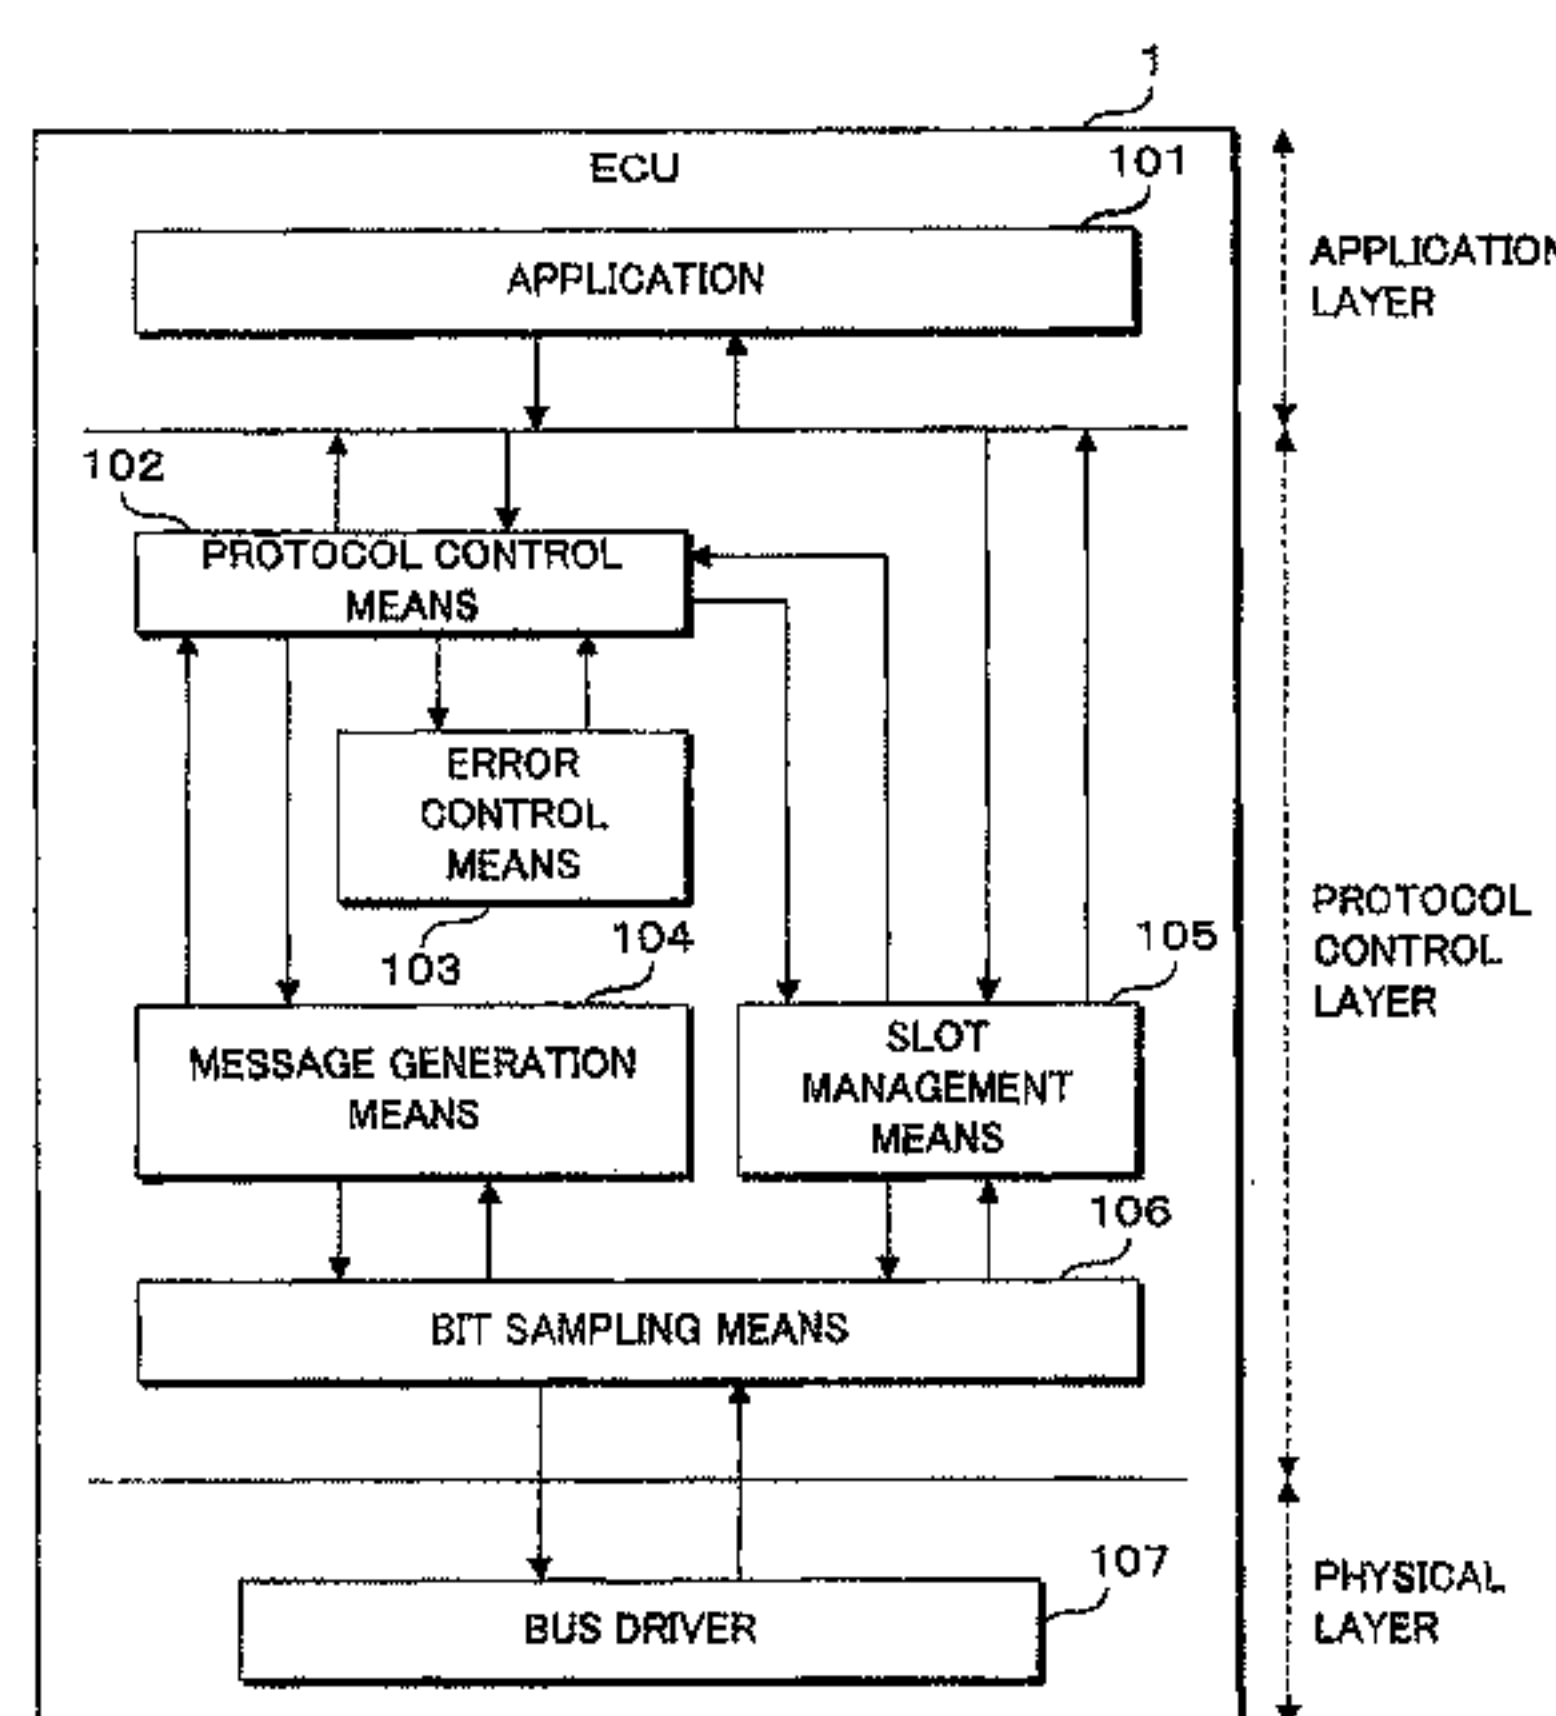 1
ECU
101
APPLICATION
APPLICATION
LAYER
102
PROTOCOL CONTROL
MEANS
ERROR
CONTROL
MEANS
103
104
105
PROTOCOL
CONTROL
LAYER
MESSAGE GENERATION
MEANS
SLOT
MANAGEMENT
MEANS
106
BIT SAMPLING MEANS
107
BUS DRIVER
PHYSICAL
LAYER